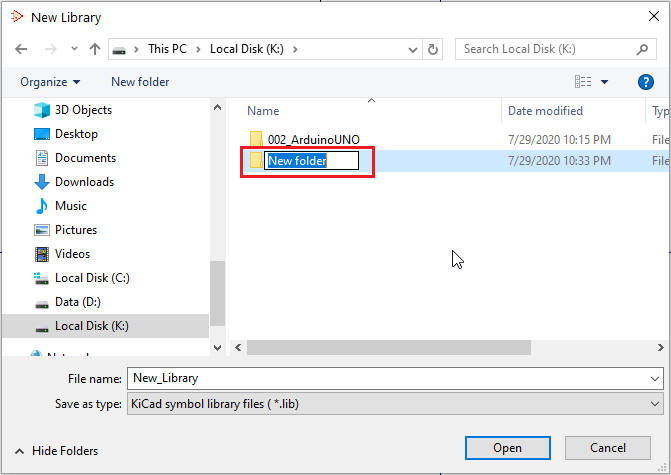 New Library
This PC > Local Disk (K:) >
Search Local Disk (K:)
Organize
New folder
?
3D Objects
Desktop
Documents
Downloads
Music
Pictures
Videos
Local Disk (C:)
Data (D:)
Local Disk (K:)
Name
Date modified
Typ
002_ArduinoUNO
7/29/2020 10:15 PM
File
New folder
7/29/2020 10:33 PM
File
File name:
New_Library
Save as type:
KiCad symbol library files ( *.lib)
Hide Folders
Open
Cancel